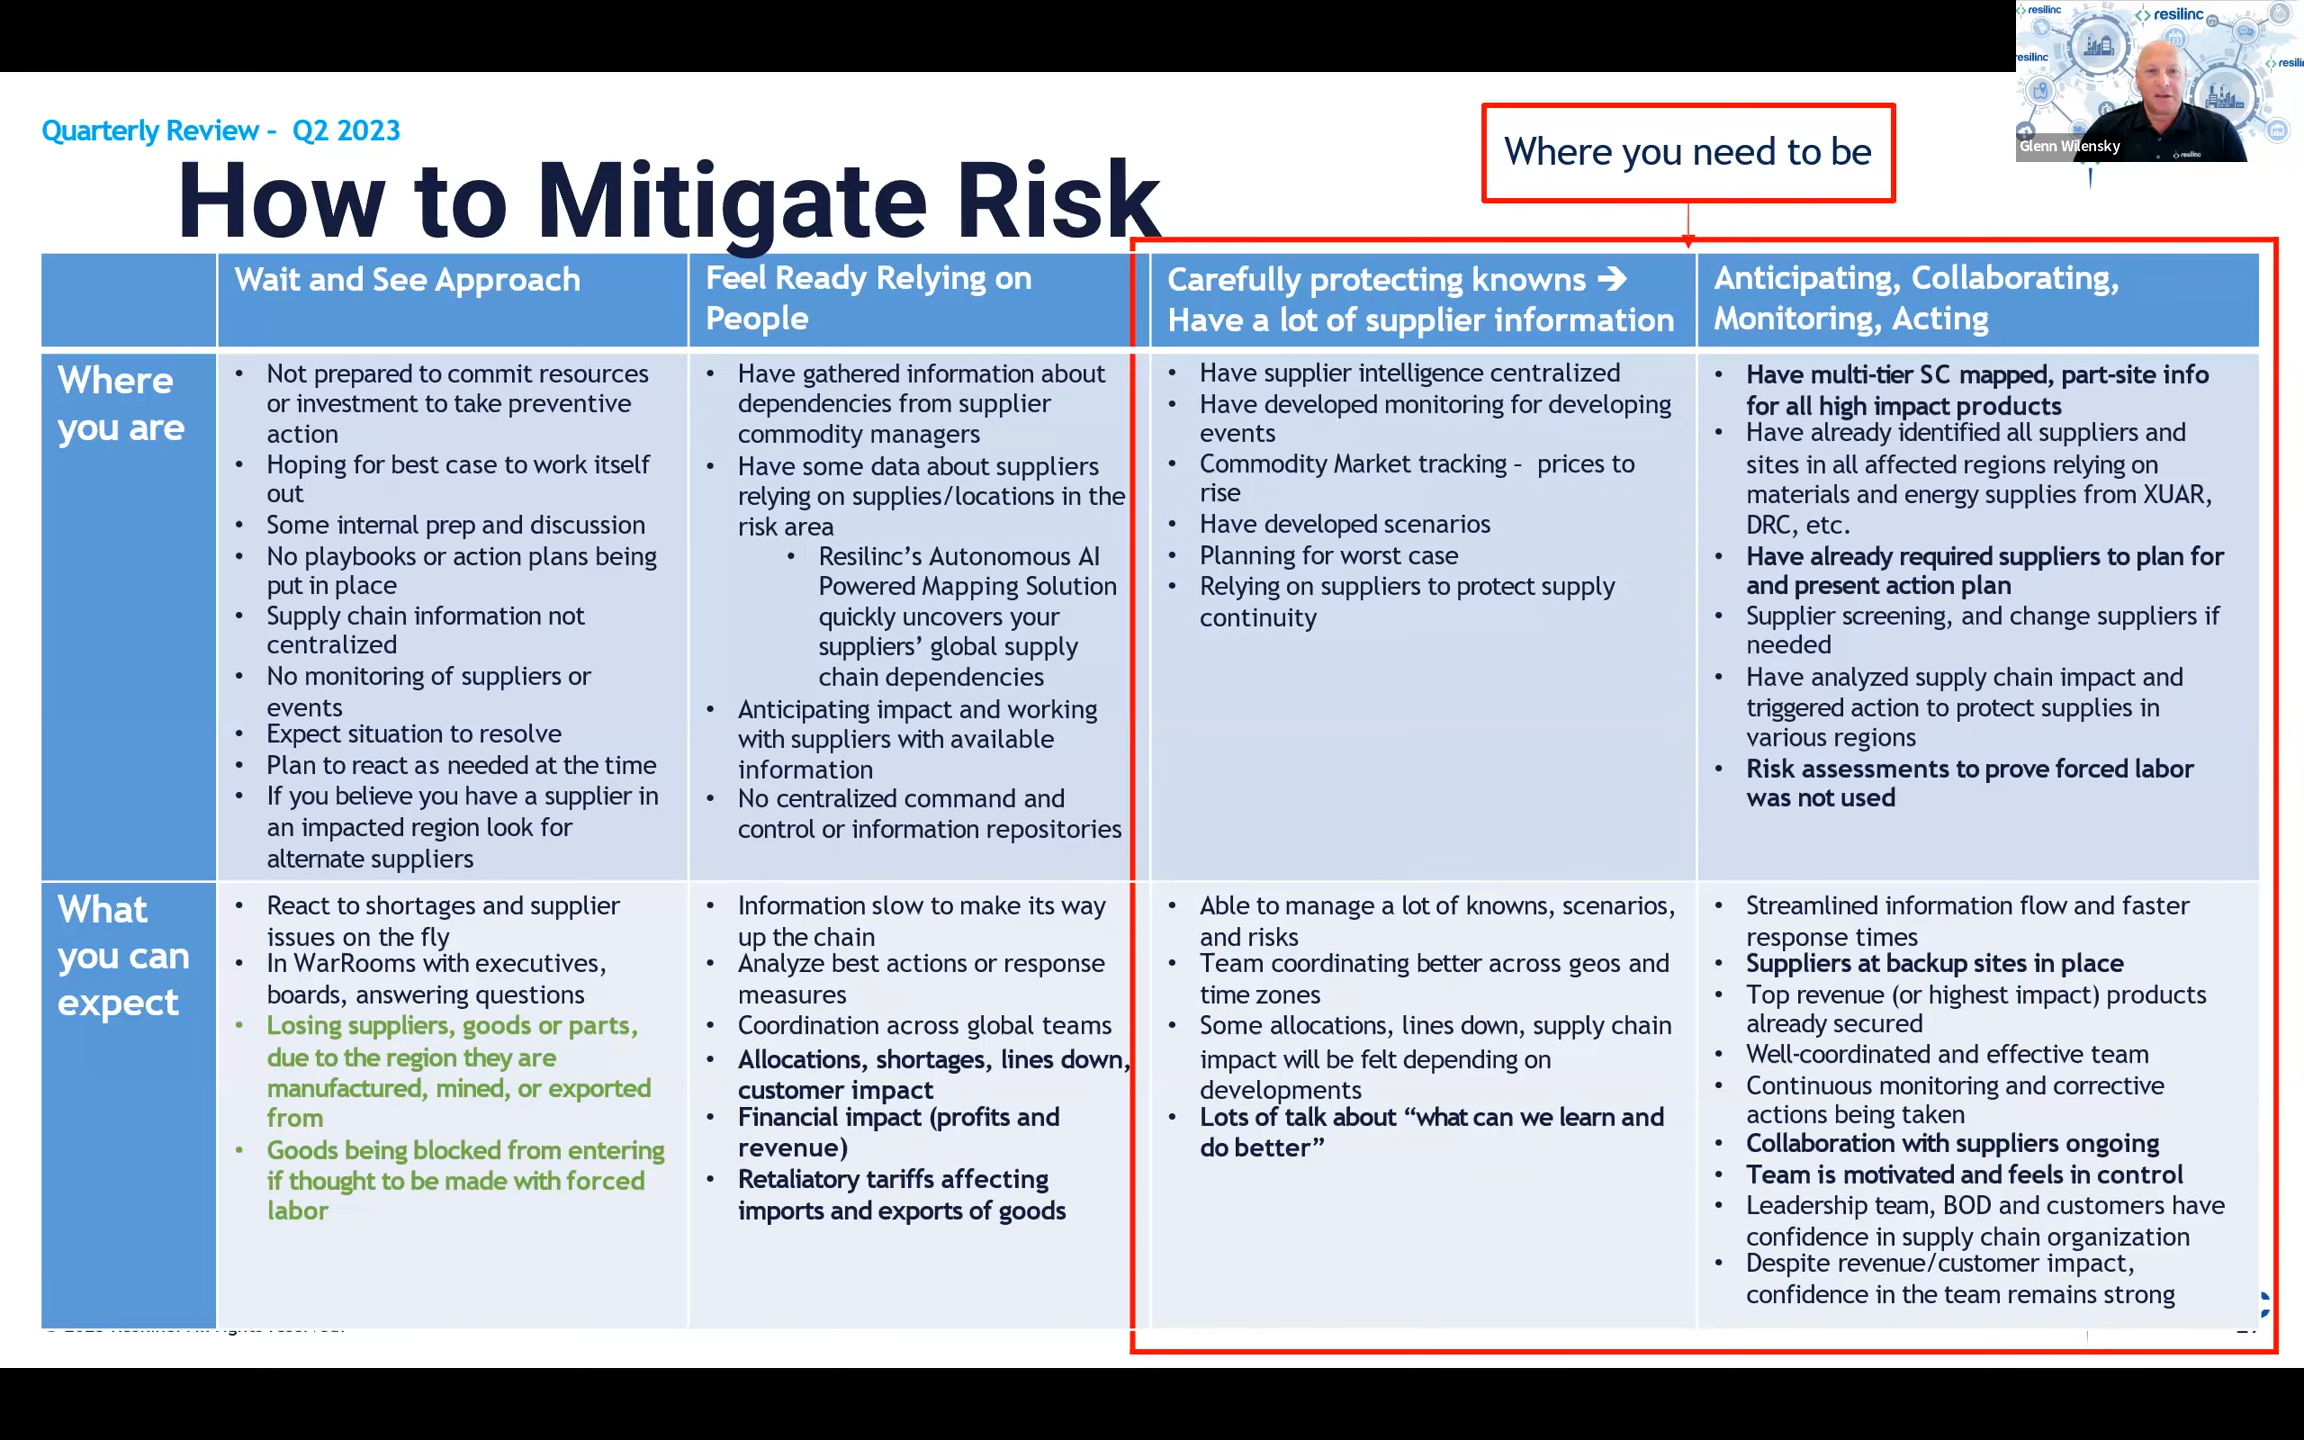 resilinc
resilinc
resilinc
resili
Glenn Wilensky
resilinc
Quarterly Review - Q2 2023
How to Mitigate Risk
Where you need to be
Wait and See Approach
Feel Ready Relying on
People
Carefully protecting knowns ➔
Have a lot of supplier information
Anticipating, Collaborating,
Monitoring, Acting
Where
you are
• Not prepared to commit resources
or investment to take preventive
action
• Hoping for best case to work itself
out
• Some internal prep and discussion
• No playbooks or action plans being
put in place
• Supply chain information not
centralized
• No monitoring of suppliers or
events
• Expect situation to resolve
• Plan to react as needed at the time
• If you believe you have a supplier in
an impacted region look for
alternate suppliers
• Have gathered information about
dependencies from supplier
commodity managers
• Have some data about suppliers
relying on supplies/locations in the
risk area
• Resilinc’s Autonomous AI
Powered Mapping Solution
quickly uncovers your
suppliers’ global supply
chain dependencies
• Anticipating impact and working
with suppliers with available
information
• No centralized command and
control or information repositories
• Have supplier intelligence centralized
• Have developed monitoring for developing
events
• Commodity Market tracking - prices to
rise
• Have developed scenarios
• Planning for worst case
• Relying on suppliers to protect supply
continuity
• Have multi-tier SC mapped, part-site info
for all high impact products
• Have already identified all suppliers and
sites in all affected regions relying on
materials and energy supplies from XUAR,
DRC, etc.
• Have already required suppliers to plan for
and present action plan
• Supplier screening, and change suppliers if
needed
• Have analyzed supply chain impact and
triggered action to protect supplies in
various regions
• Risk assessments to prove forced labor
was not used
What
you can
expect
• React to shortages and supplier
issues on the fly
• In WarRooms with executives,
boards, answering questions
• Losing suppliers, goods or parts,
due to the region they are
manufactured, mined, or exported
from
• Goods being blocked from entering
if thought to be made with forced
labor
• Information slow to make its way
up the chain
• Analyze best actions or response
measures
• Coordination across global teams
• Allocations, shortages, lines down,
customer impact
• Financial impact (profits and
revenue)
• Retaliatory tariffs affecting
imports and exports of goods
• Able to manage a lot of knowns, scenarios,
and risks
• Team coordinating better across geos and
time zones
• Some allocations, lines down, supply chain
impact will be felt depending on
developments
• Lots of talk about “what can we learn and
do better”
• Streamlined information flow and faster
response times
• Suppliers at backup sites in place
• Top revenue (or highest impact) products
already secured
• Well-coordinated and effective team
• Continuous monitoring and corrective
actions being taken
• Collaboration with suppliers ongoing
• Team is motivated and feels in control
• Leadership team, BOD and customers have
confidence in supply chain organization
• Despite revenue/customer impact,
confidence in the team remains strong